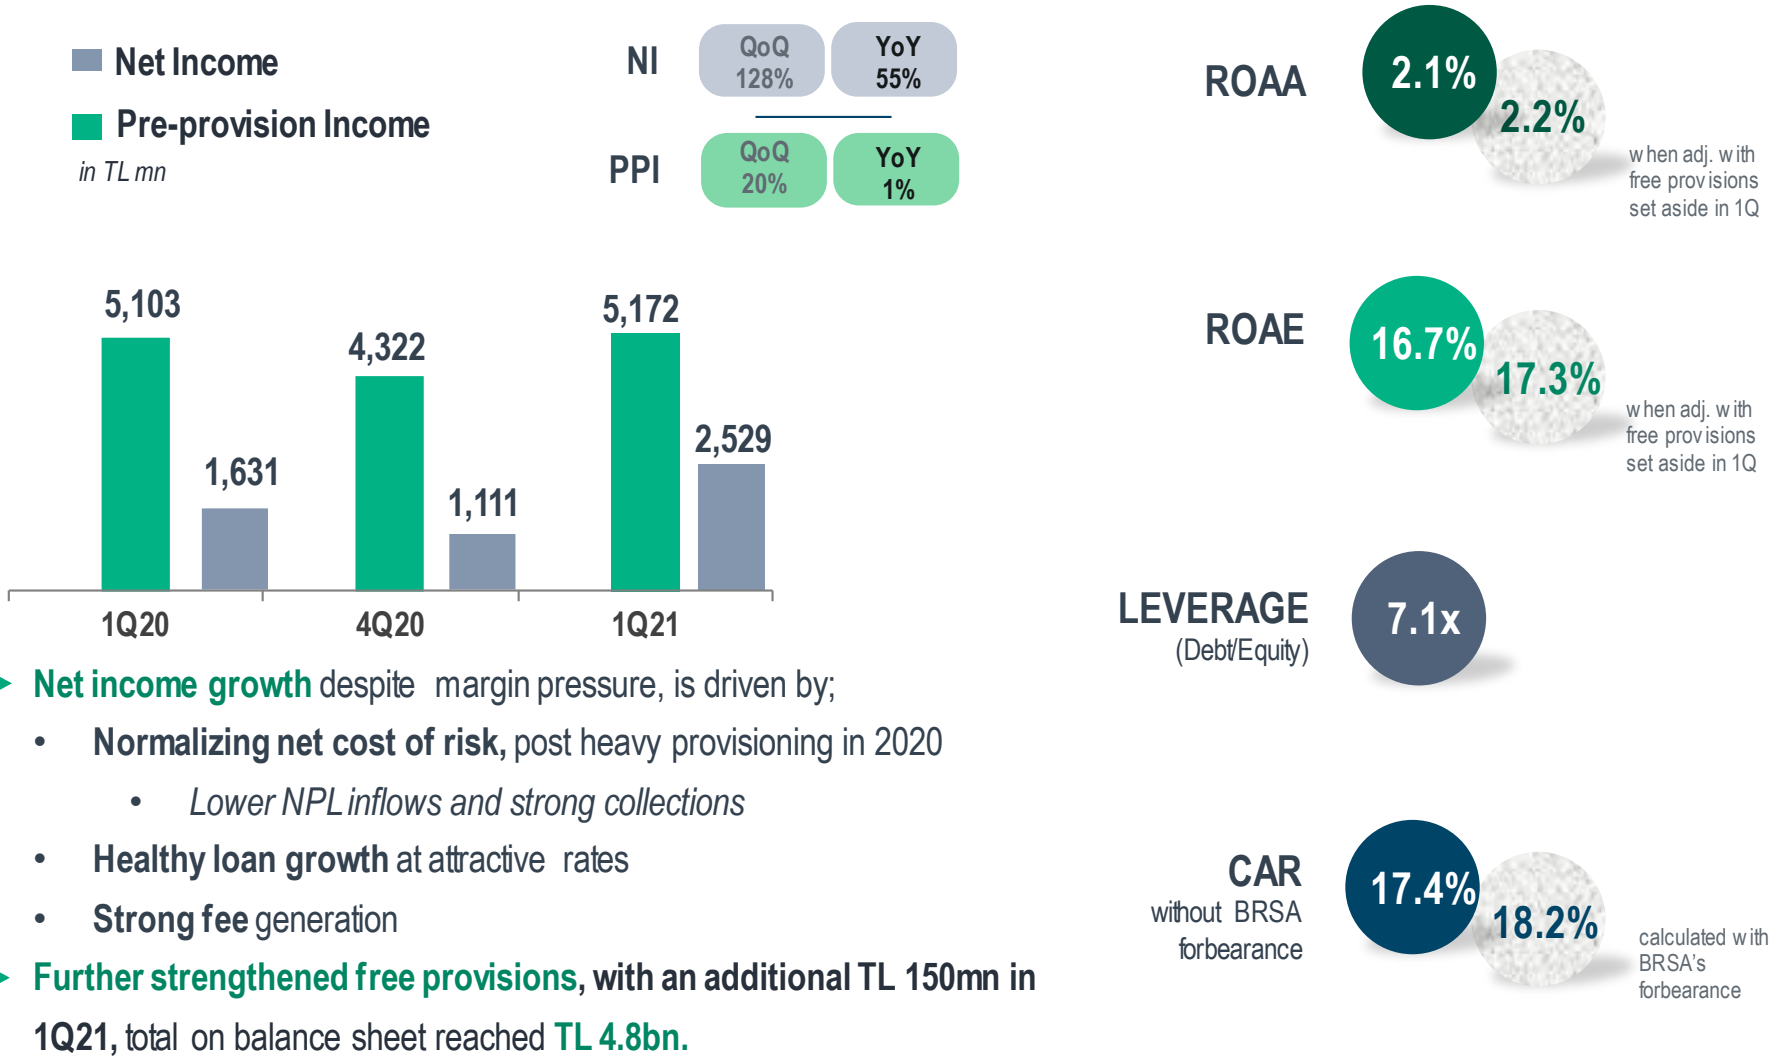 Net Income
Pre-provision Income
in TL mn
NI
QoQ
128%
YoY
55%
PPI
QoQ
20%
YoY
1%
5,103
1,631
4,322
1,111
5,172
2,529
1Q20
4Q20
1Q21
Net income growth despite margin pressure, is driven by;
• Normalizing net cost of risk, post heavy provisioning in 2020
• Lower NPL inflows and strong collections
• Healthy loan growth at attractive rates
• Strong fee generation
Further strengthened free provisions, with an additional TL 150mn in
1Q21, total on balance sheet reached TL 4.8bn.
ROAA
2.1%
2.2%
when adj. with
free provisions
set aside in 1Q
ROAE
16.7%
17.3%
when adj. with
free provisions
set aside in 1Q
LEVERAGE
(Debt/Equity)
7.1x
CAR
without BRSA
forbearance
17.4%
18.2%
calculated with
BRSA's
forbearance